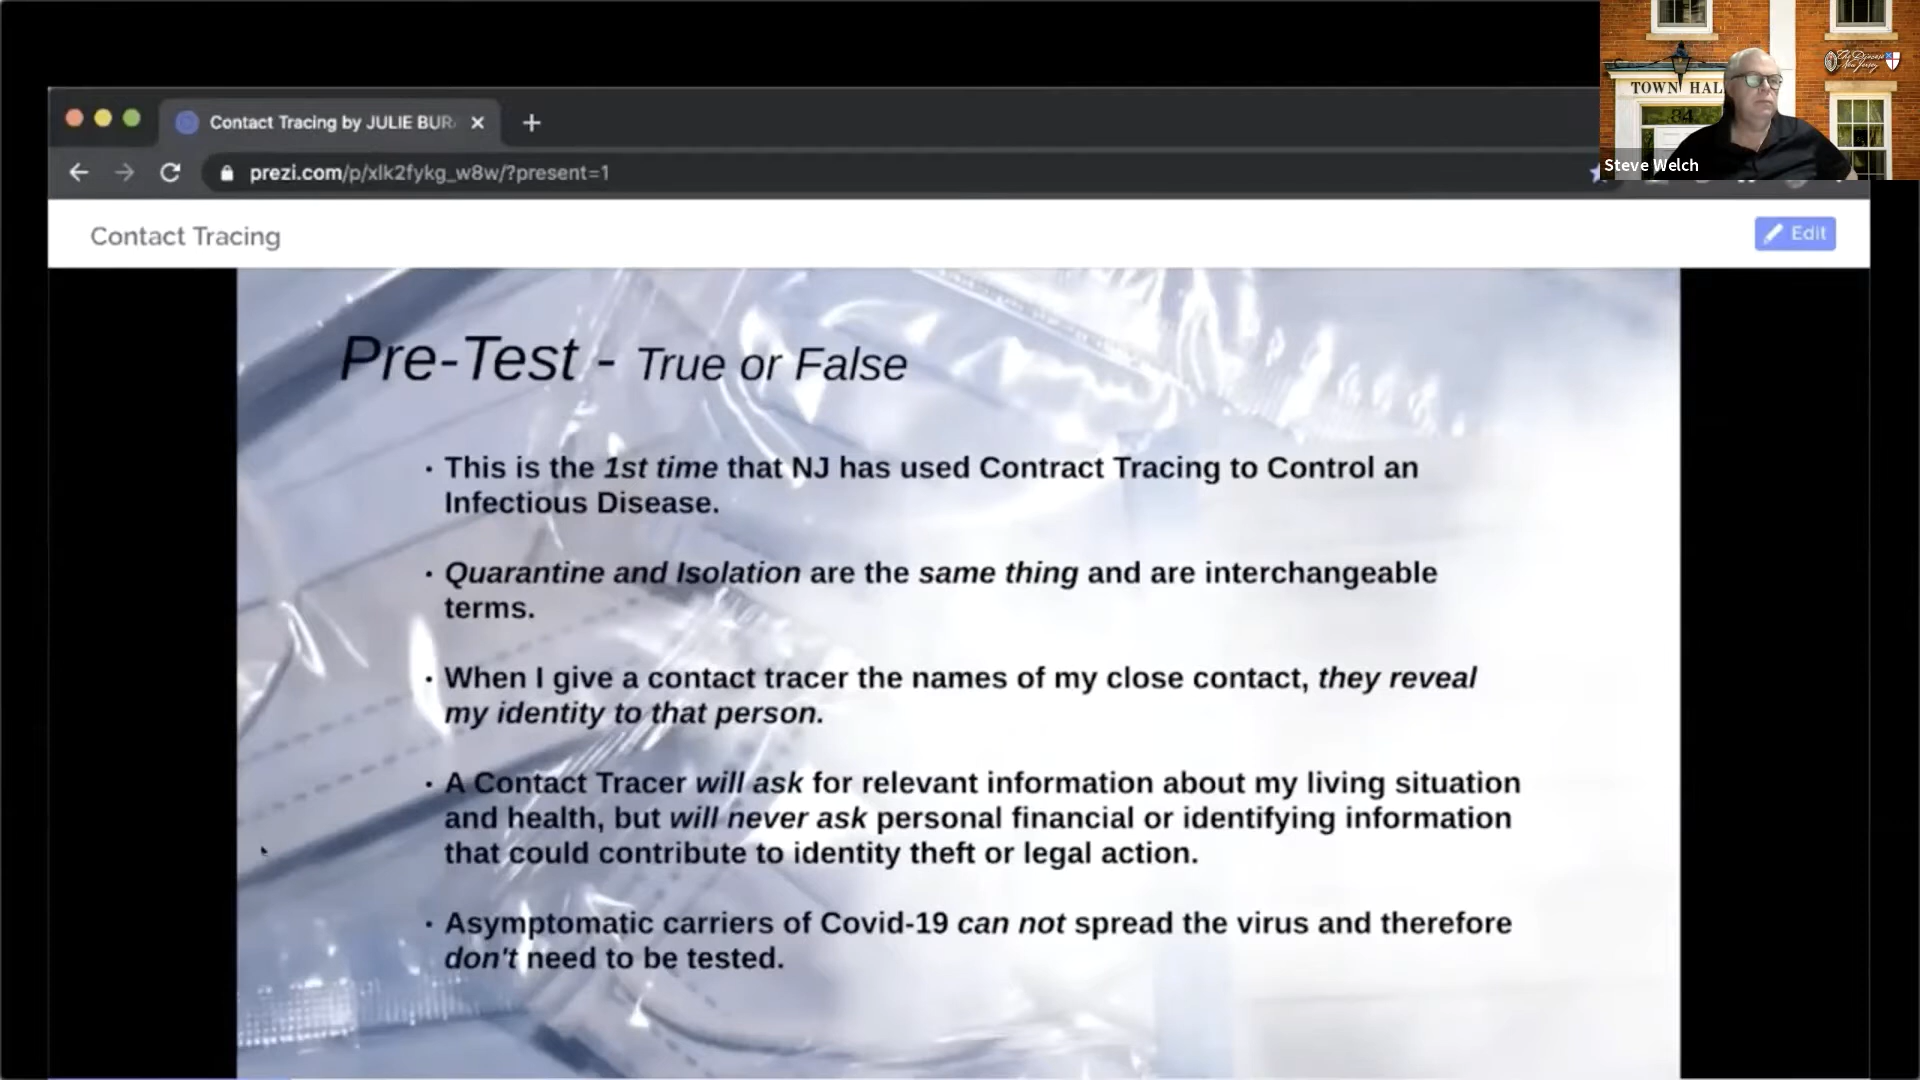 Contact Tracing by JULIE BUR
prezi.com/p/xlk2fykg_w8w/?present=1
TOWN HAL
84
Steve Welch
Contact Tracing
Edit
Pre-Test - True or False
· This is the 1st time that NJ has used Contract Tracing to Control an
Infectious Disease.
· Quarantine and Isolation are the same thing and are interchangeable
terms.
· When I give a contact tracer the names of my close contact, they reveal
my identity to that person.
· A Contact Tracer will ask for relevant information about my living situation
and health, but will never ask personal financial or identifying information
that could contribute to identity theft or legal action.
· Asymptomatic carriers of Covid-19 can not spread the virus and therefore
don't need to be tested.